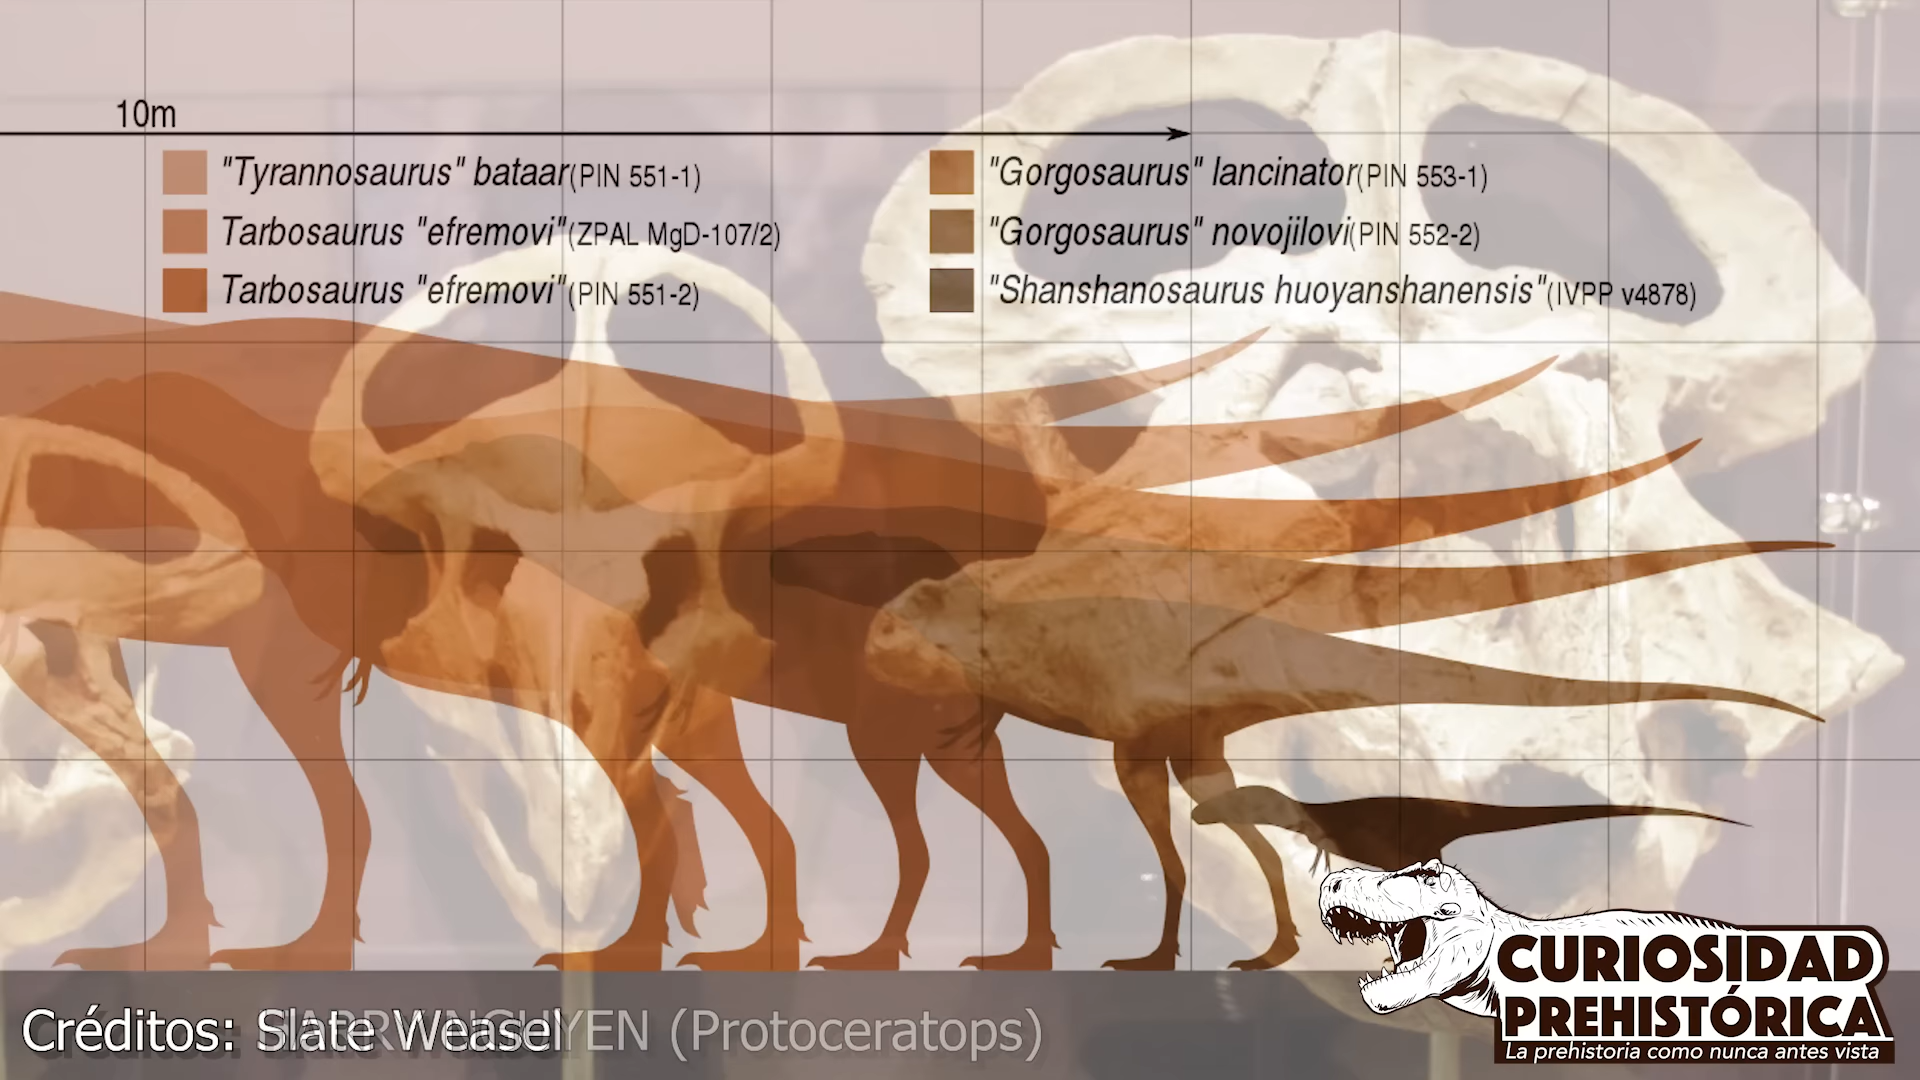 10m
"Tyrannosaurus" bataar(PIN 551-1)
Tarbosaurus "efremovi"(ZPAL MgD-107/2)
Tarbosaurus "efremovi"(PIN 551-2)
"Gorgosaurus" lancinator(PIN 553-1)
"Gorgosaurus" novojilovi(PIN 552-2)
"Shanshanosaurus huoyanshanensis"(IVPP v4878)
Créditos: Slate Weasel
(Protoceratops)
CURIOSIDAD
PREHISTÓRICA
La prehistoria como nunca antes vista